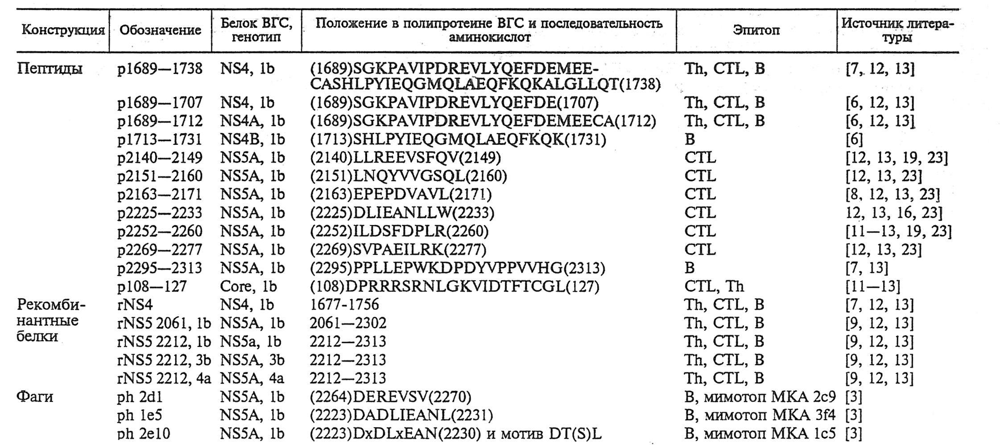 Конструкция Обозначение Белок ВГС, генотип Положение в полипротеине ВГС и последовательность аминокислот Эпитоп Источник литера-туры
Пептиды p1689—1738 NS4, 1b (1689)SGKPAVIPDREVLYQEFDEMEE- Th, CTL, B [7, 12, 13]
CASHLPYIEQGMQLAEQFKQKALGLLQT(1738)
p1689—1707 NS4, 1b (1689)SGKPAVIPDREVLYQEFDE(1707) Th, CTL, B [6, 12, 13]
p1689—1712 NS4A, 1b (1689)SGKPAVIPDREVLYQEFDEMEECA(1712) Th, CTL, B [6, 12, 13]
p1713—1731 NS4B, 1b (1713)SHLPYIEQGMQLAEQFKQK(1731) B [6]
p2140—2149 NS5A, 1b (2140)LLREEVSFQV(2149) CTL [12, 13, 19, 23]
p2151—2160 NS5A, 1b (2151)LNQYVVGSQL(2160) CTL [12, 13, 23]
p2163—2171 NS5A, 1b (2163)EPEPDVAVL(2171) CTL [8, 12, 13, 23]
p2225—2233 NS5A, 1b (2225)DLIEANLLW(2233) CTL 12, 13, 16, 23]
p2252—2260 NS5A, 1b (2252)ILDSFDPLR(2260) CTL [11—13, 19, 23]
p2269—2277 NS5A, 1b (2269)SVPAEILRK(2277) CTL [12, 13, 23]
p2295—2313 NS5A, 1b (2295)PPLLEPWKDPDYVPPVVHG(2313) B [7, 13]
p108—127 Core, 1b (108)DPRRRSRNLGKVIDTFTCGL(127) CTL, Th [11—13]
Рекомби- rNS4 NS4, 1b 1677-1756 Th, CTL, B [7, 12, 13]
нантные rNS5 2061, 1b NS5A, 1b 2061—2302 Th, CTL, B [9, 12, 13]
белки rNS5 2212, 1b NS5a, 1b 2212—2313 Th, CTL, B [9, 12, 13]
rNS5 2212, 3b NS5A, 3b 2212—2313 Th, CTL, B [9, 12, 13]
rNS5 2212, 4a NS5A, 4a 2212—2313 Th, CTL, B [9, 12, 13]
Фаги ph 2d1 NS5A, 1b (2264)DEREVSV(2270) B, мимотоп МКА 2c9 [3]
ph 1e5 NS5A, 1b (2223)DADLIEANL(2231) B, мимотоп МКА 3f4 [3]
ph 2e10 NS5A, 1b (2223)DxDLxEAN(2230) и мотив DT(S)L B, мимотоп МКА 1c5 [3]